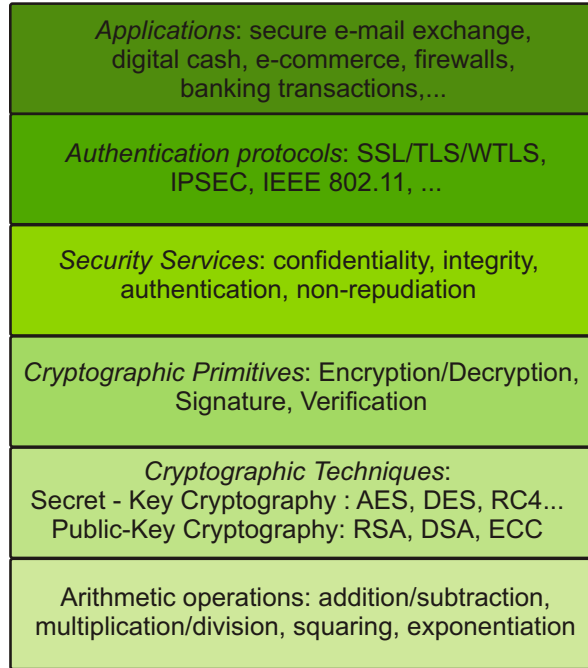 Applications: secure e-mail exchange,
digital cash, e-commerce, firewalls,
banking transactions,...
Authentication protocols: SSL/TLS/WTLS,
IPSEC, IEEE 802.11, ...
Security Services: confidentiality, integrity,
authentication, non-repudiation
Cryptographic Primitives: Encryption/Decryption,
Signature, Verification
Cryptographic Techniques:
Secret - Key Cryptography : AES, DES, RC4...
Public-Key Cryptography: RSA, DSA, ECC
Arithmetic operations: addition/subtraction,
multiplication/division, squaring, exponentiation